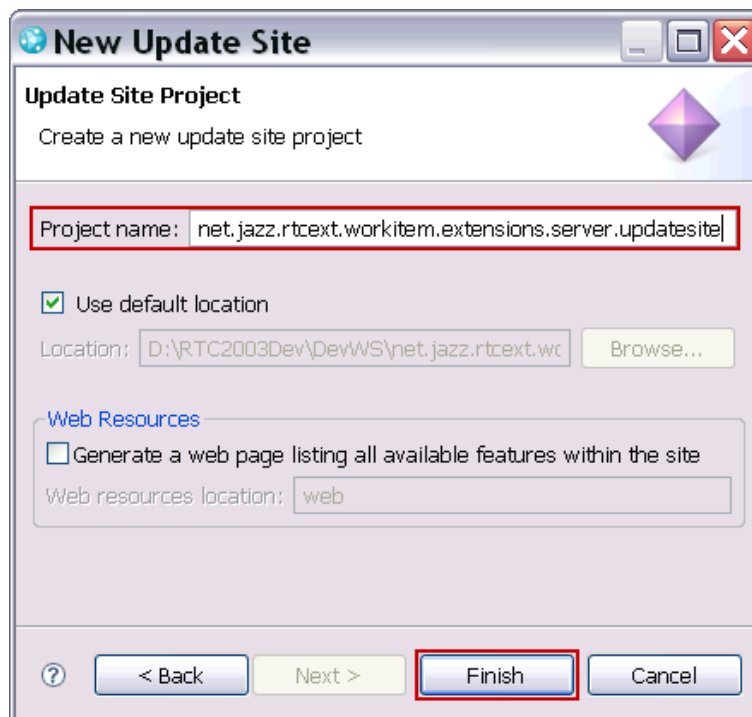 New Update Site
Update Site Project
Create a new update site project
Project name: net.jazz.rtcext.workitem.extensions.server.updatesite
Use default location
Location: D:\RTC2003Dev\DevWS\net.jazz.rtcext.wc Browse...
Web Resources
Generate a web page listing all available features within the site
Web resources location: web
? < Back Next > Finish Cancel